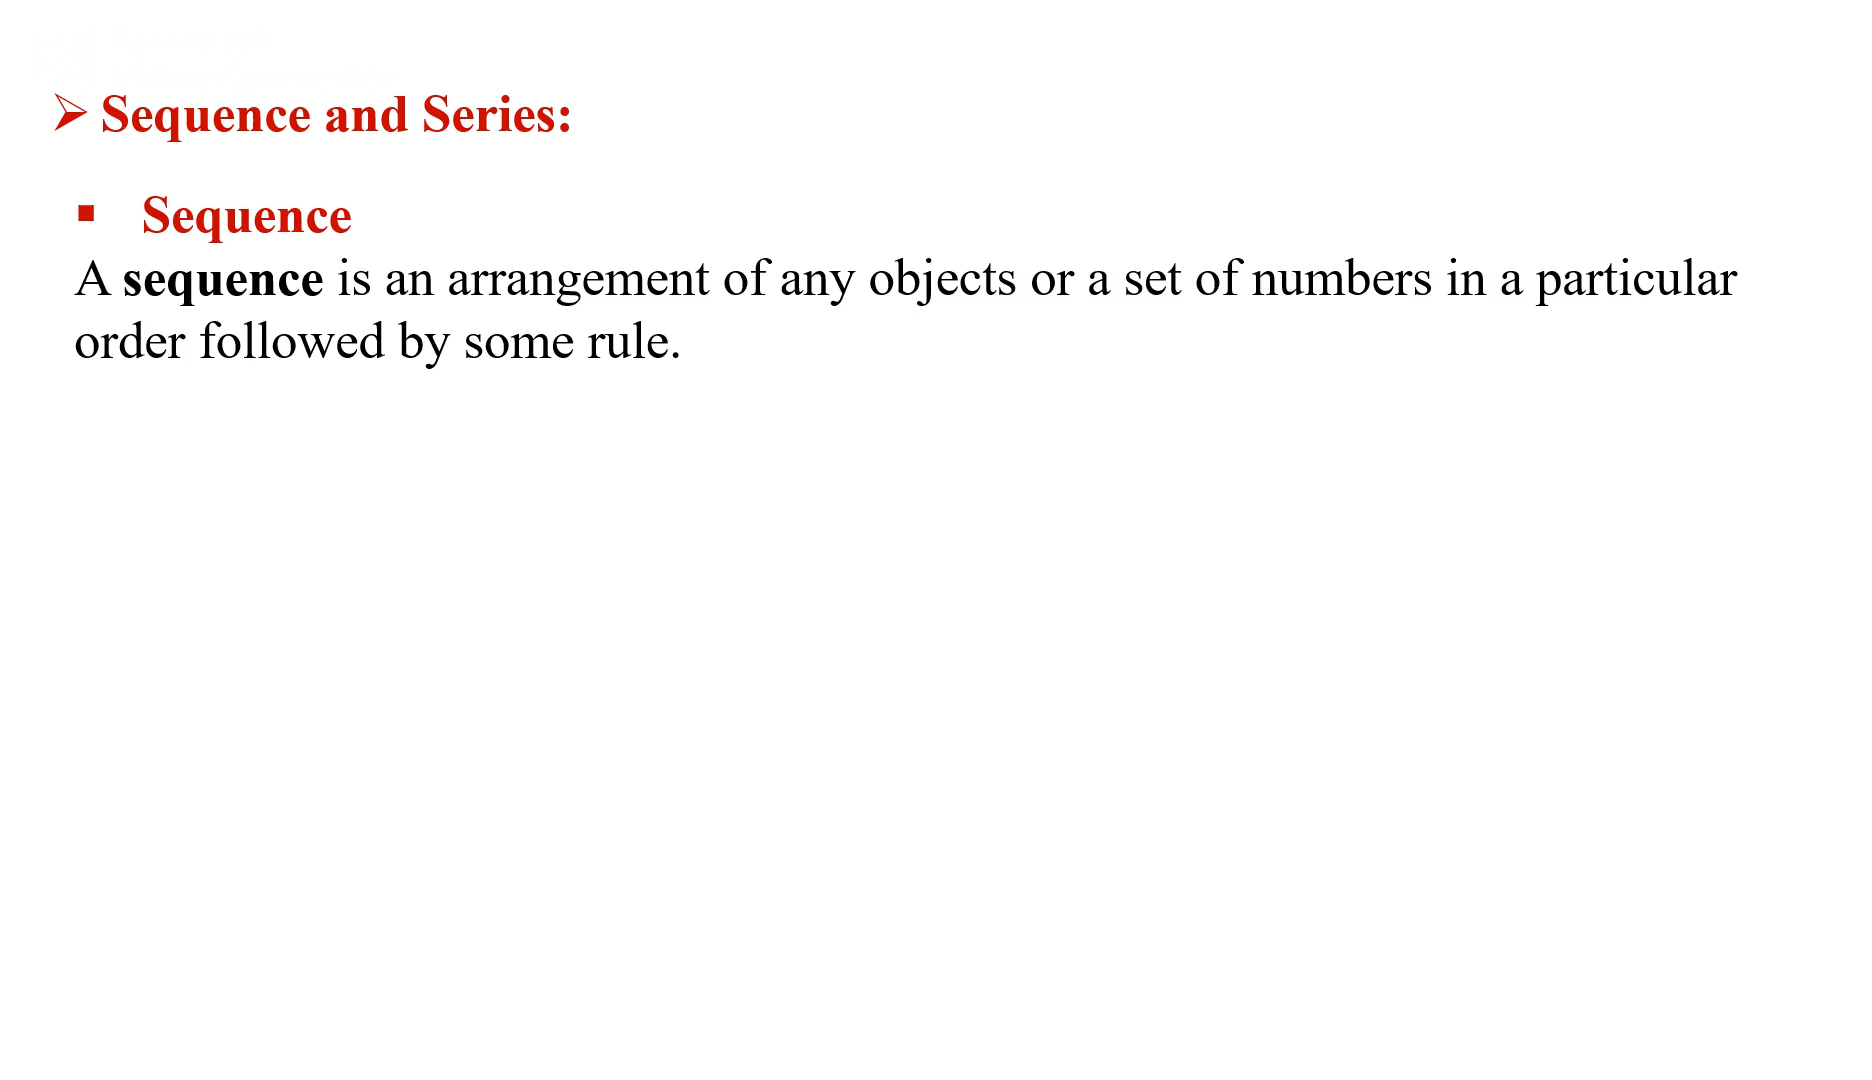 ➢ Sequence and Series:
▪ Sequence
A sequence is an arrangement of any objects or a set of numbers in a particular
order followed by some rule.